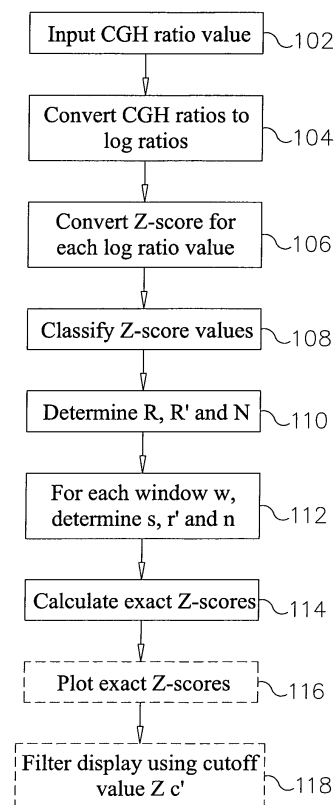 Input CGH ratio value
102
Convert CGH ratios to
log ratios
104
Convert Z-score for
each log ratio value
106
Classify Z-score values
108
Determine R, R' and N
110
For each window w,
determine s, r' and n
112
Calculate exact Z-scores
114
Plot exact Z-scores
116
Filter display using cutoff
value Z c'
118